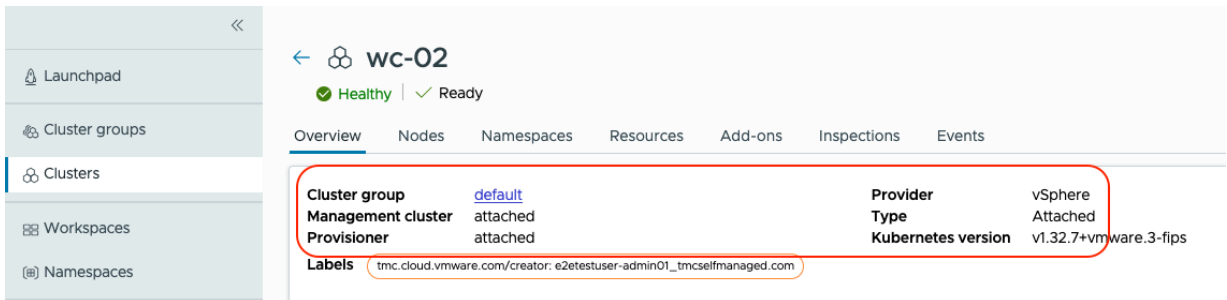 «
wc-02
Healthy Ready
Launchpad
Cluster groups
Clusters
Workspaces
Namespaces
Overview Nodes Namespaces Resources Add-ons Inspections Events
Cluster group default Provider vSphere
Management cluster attached Type Attached
Provisioner attached Kubernetes version v1.32.7+vmware.3-fips
Labels tmc.cloud.vmware.com/creator: e2etestuser-admin01_tmcselfmanaged.com